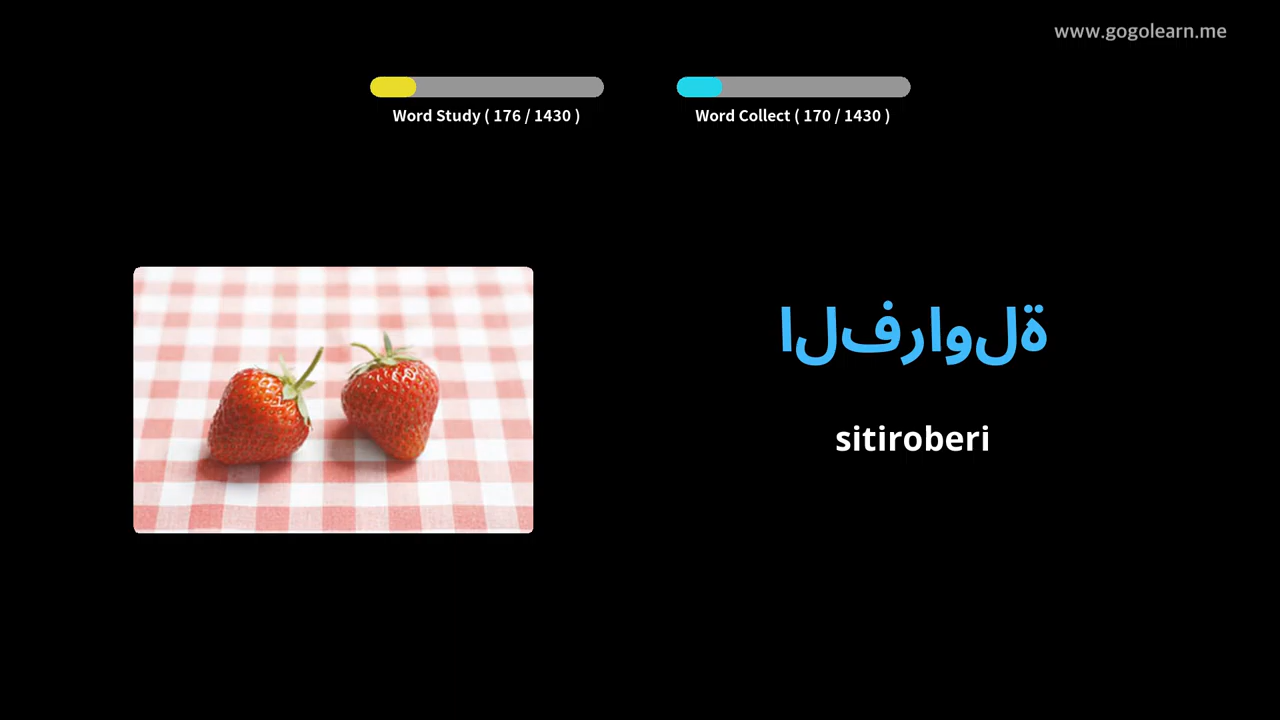 www.gogolearn.me
Word Study ( 176 / 1430 )
Word Collect ( 170 / 1430 )
الفراولة
sitiroberi